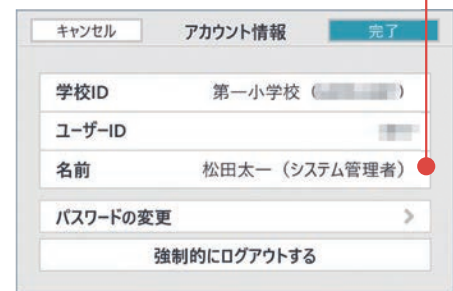 キャンセル アカウント情報 完了
学校ID 第一小学校 ( )
ユーザーID
名前 松田太一（システム管理者）
パスワードの変更 >
強制的にログアウトする